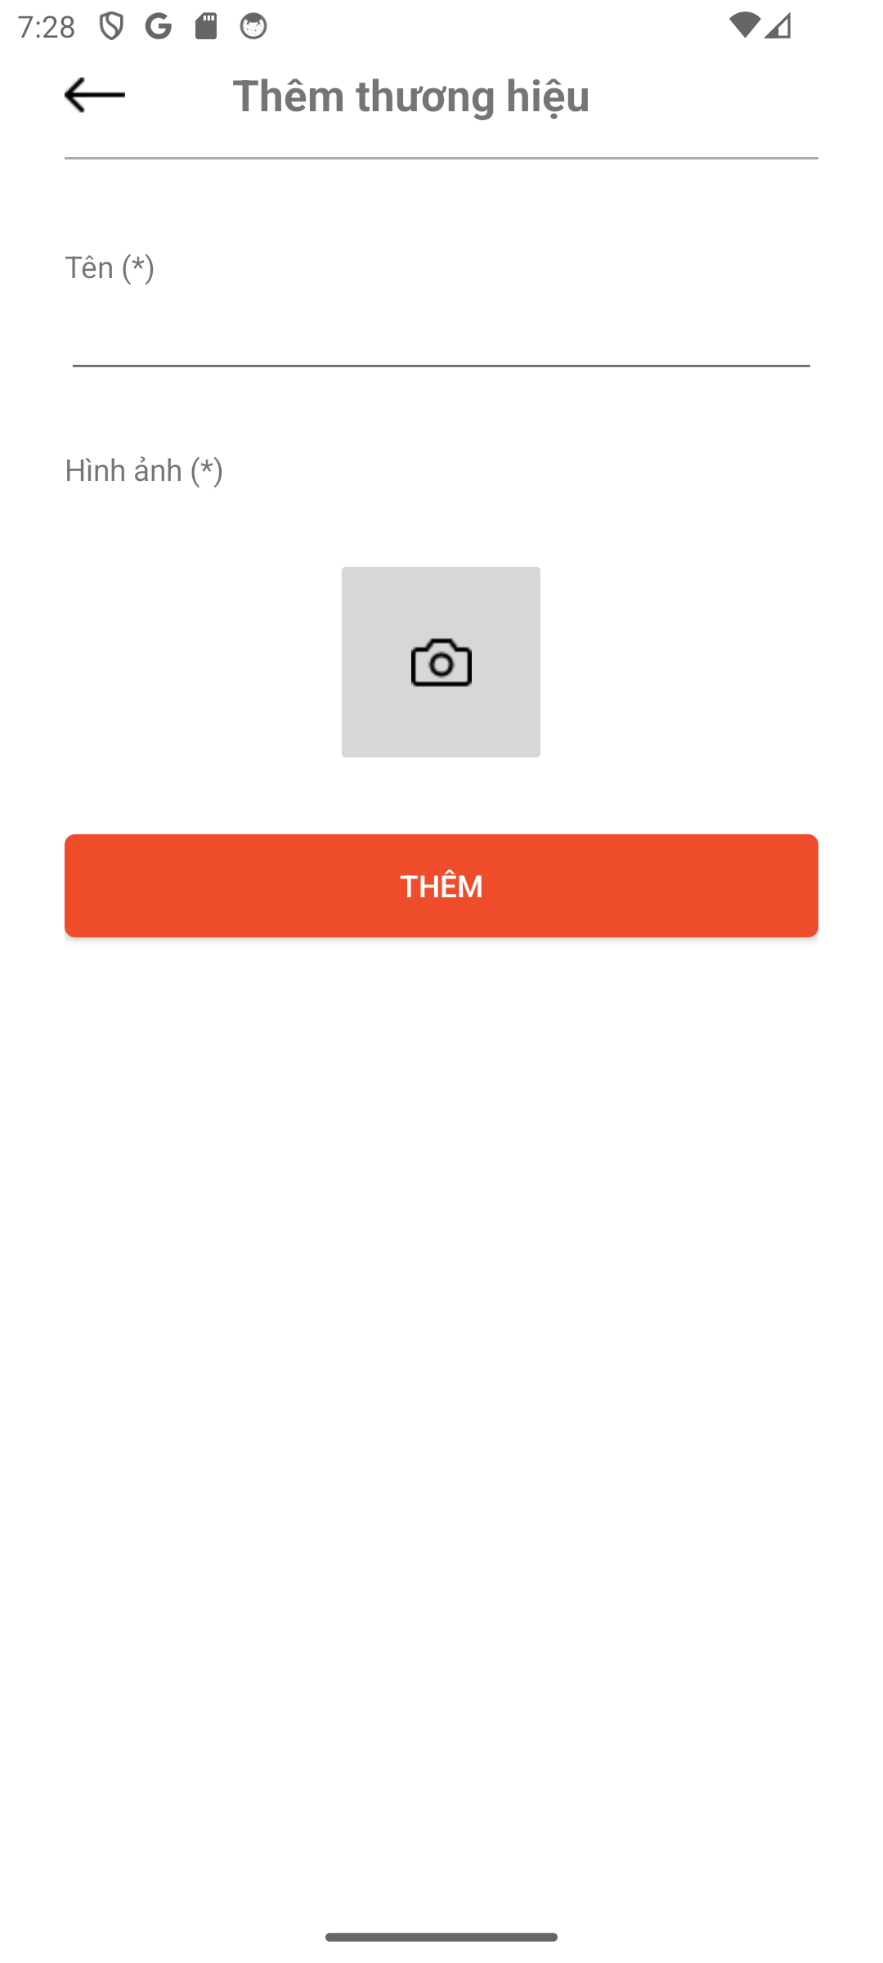 7:28
Thêm thương hiệu
Tên (*)
Hình ảnh (*)
THÊM